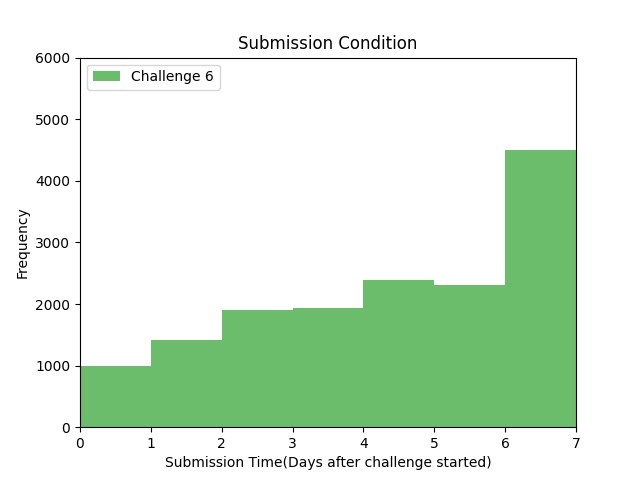 Submission Condition
Challenge 6
6000
5000
4000
3000
2000
1000
0
Frequency
0 1 2 3 4 5 6 7
Submission Time(Days after challenge started)